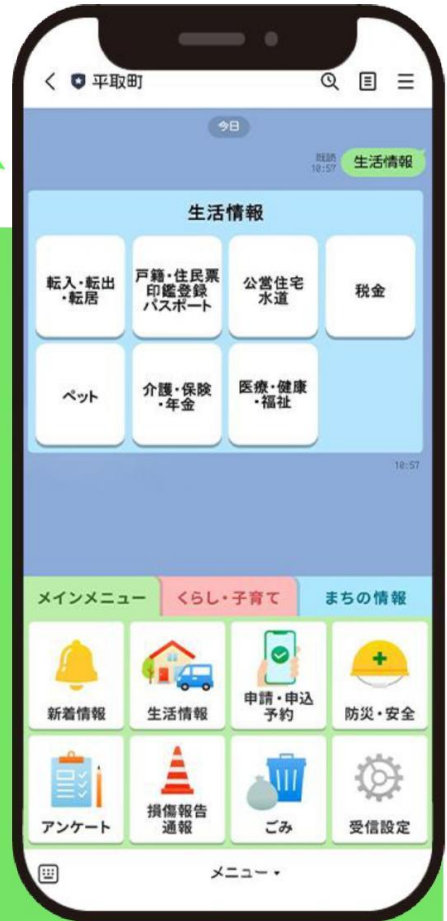 平取町
今日
既読
10:57
生活情報
生活情報
転入・転出
・転居
戸籍・住民票
印鑑登録
パスポート
公営住宅
水道
税金
ペット
介護・保険
・年金
医療・健康
・福祉
10:57
メインメニュー
くらし・子育て
まちの情報
新着情報
生活情報
申請・申込
予約
防災・安全
アンケート
損傷報告
通報
ごみ
受信設定
メニュー